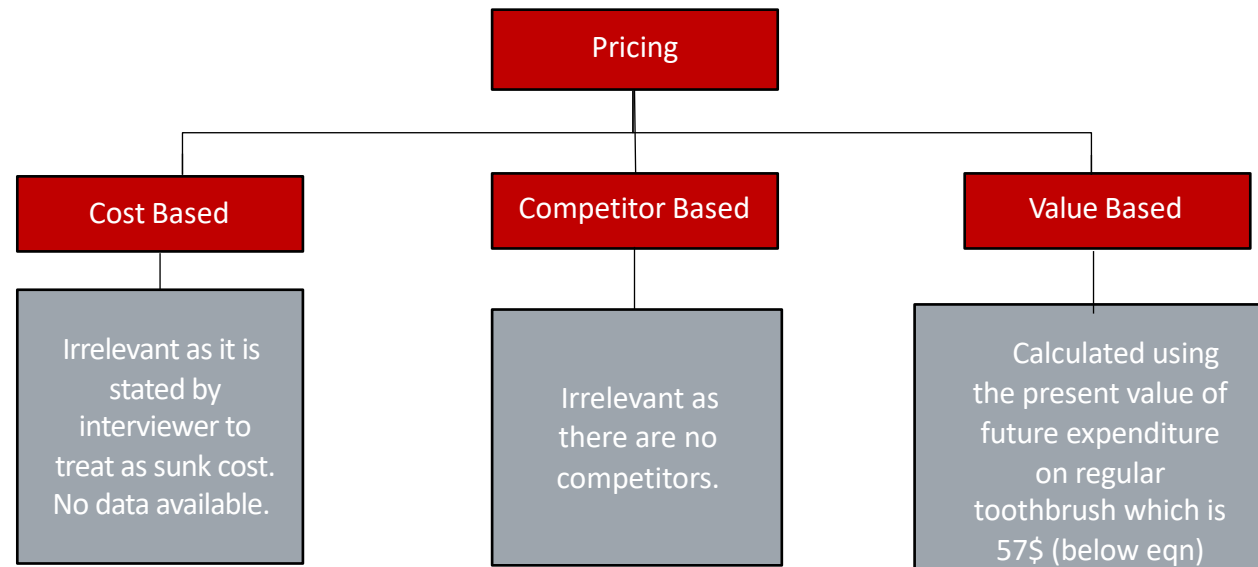 Pricing
Cost Based
Competitor Based
Value Based
Irrelevant as it is
stated by
interviewer to
treat as sunk cost.
No data available.
Irrelevant as
there are no
competitors.
Calculated using
the present value of
future expenditure
on regular
toothbrush which is
57$ (below eqn)